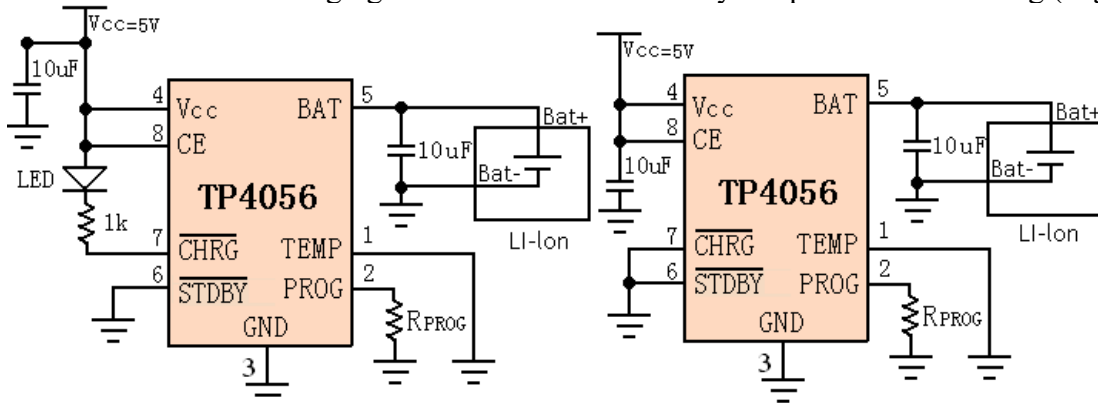 Vcc=5V
10uF
4
Vcc
BAT
5
8
CE
Bat+
10uF
LED
Bat-
TP4056
1k
LI-lon
7
CHRG
TEMP
1
6
STDBY
PROG
2
GND
RPROG
3
Vcc=5V
4
Vcc
BAT
5
8
CE
Bat+
10uF
10uF
Bat-
TP4056
LI-lon
7
CHRG
TEMP
1
6
STDBY
PROG
2
GND
RPROG
3